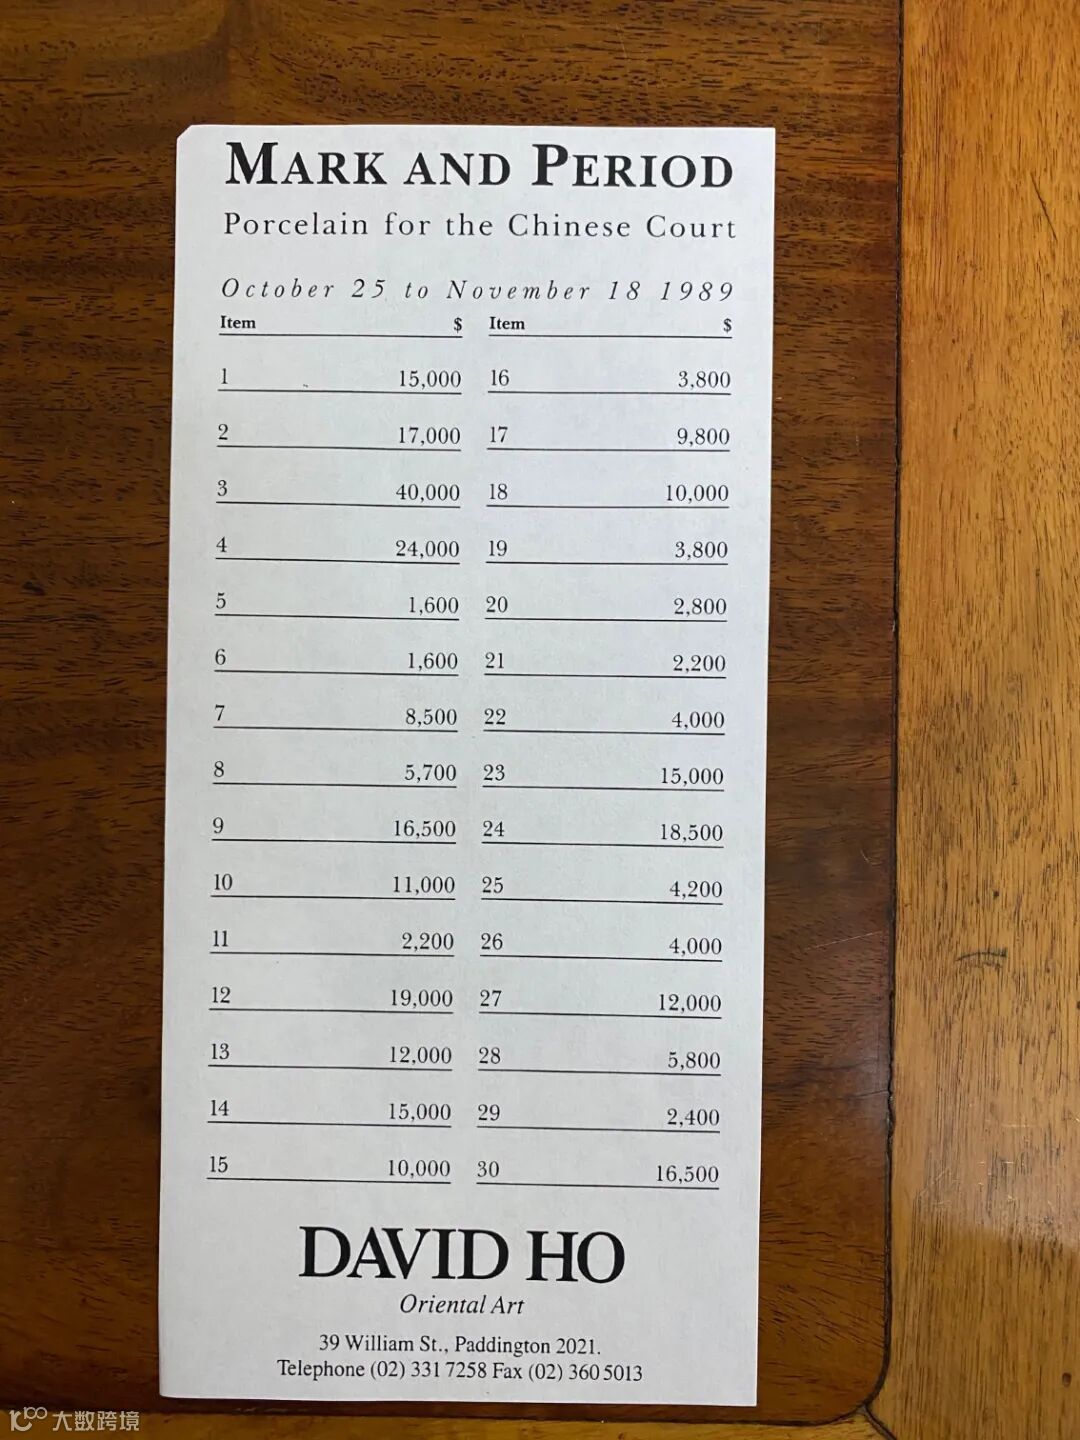 MARK AND PERIOD
Porcelain for the Chinese Court
October 25 to November 18 1989
Item $ Item $
1 15,000 16 3,800
2 17,000 17 9,800
3 40,000 18 10,000
4 24,000 19 3,800
5 1,600 20 2,800
6 1,600 21 2,200
7 8,500 22 4,000
8 5,700 23 15,000
9 16,500 24 18,500
10 11,000 25 4,200
11 2,200 26 4,000
12 19,000 27 12,000
13 12,000 28 5,800
14 15,000 29 2,400
15 10,000 30 16,500
DAVID HO
Oriental Art
39 William St., Paddington 2021.
Telephone (02) 331 7258 Fax (02) 360 5013
大数跨境